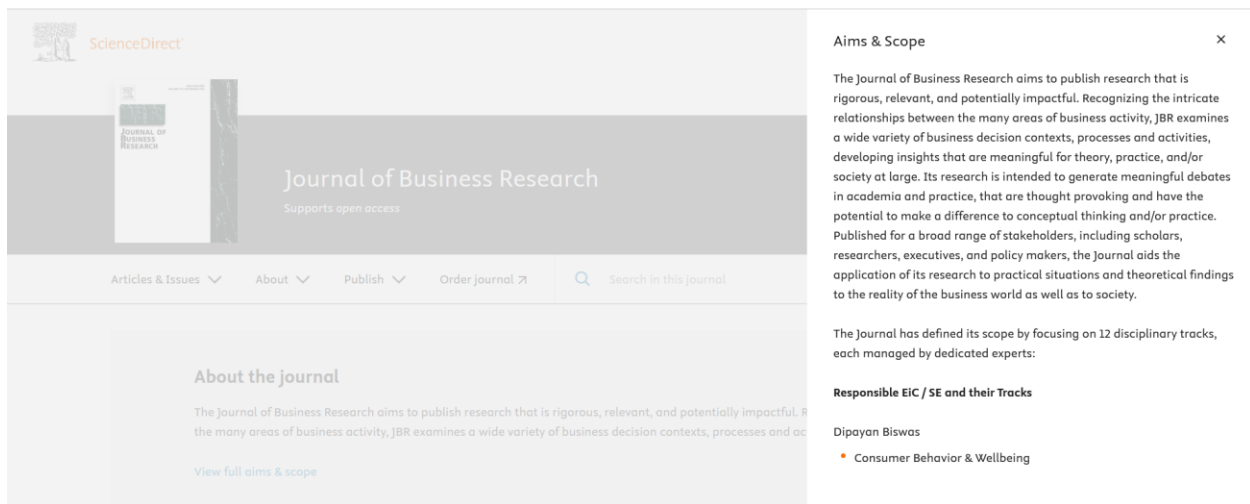 ScienceDirect
JOURNAL OF
BUSINESS
RESEARCH
Journal of Business Research
Supports open access
Articles & Issues
About
Publish
Order journal
Search in this journal
About the journal
The Journal of Business Research aims to publish research that is rigorous, relevant, and potentially impactful. R
the many areas of business activity, JBR examines a wide variety of business decision contexts, processes and ac
View full aims & scope
Aims & Scope
The Journal of Business Research aims to publish research that is
rigorous, relevant, and potentially impactful. Recognizing the intricate
relationships between the many areas of business activity, JBR examines
a wide variety of business decision contexts, processes and activities,
developing insights that are meaningful for theory, practice, and/or
society at large. Its research is intended to generate meaningful debates
in academia and practice, that are thought provoking and have the
potential to make a difference to conceptual thinking and/or practice.
Published for a broad range of stakeholders, including scholars,
researchers, executives, and policy makers, the Journal aids the
application of its research to practical situations and theoretical findings
to the reality of the business world as well as to society.
The Journal has defined its scope by focusing on 12 disciplinary tracks,
each managed by dedicated experts:
Responsible EiC / SE and their Tracks
Dipayan Biswas
Consumer Behavior & Wellbeing